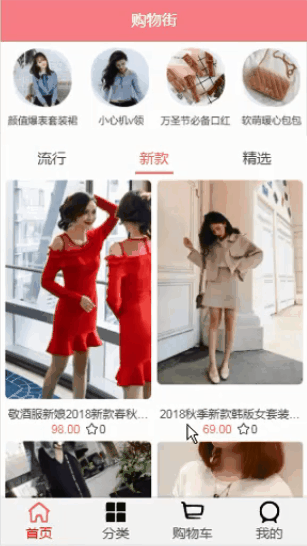 购物街
颜值爆表套装裙 小心机v领 万圣节必备口红 软萌暖心包包
流行 新款 精选
敬酒服新娘2018新款春秋... 2018秋季新款韩版女套装...
98.00 ☆0 69.00 ☆0
首页 分类 购物车 我的